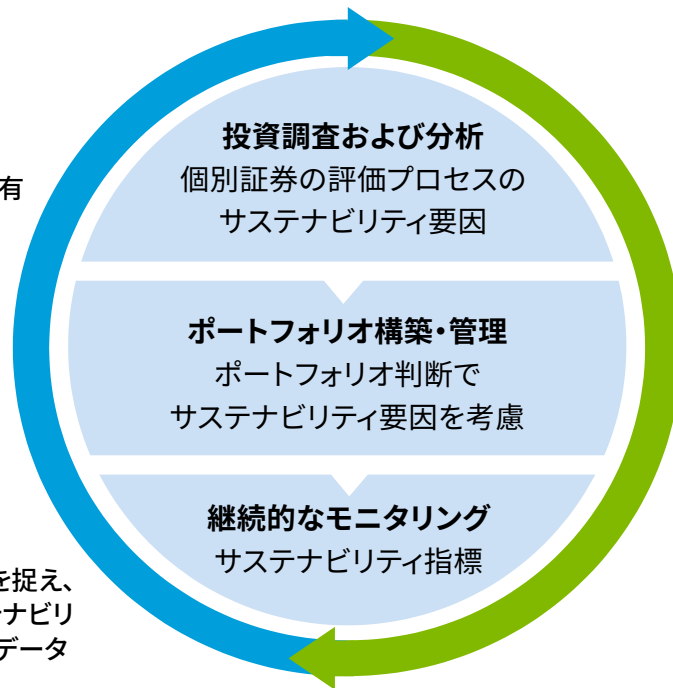 投資調査および分析
個別証券の評価プロセスの
サステナビリティ要因
有
ポートフォリオ構築・管理
ポートフォリオ判断で
サステナビリティ要因を考慮
継続的なモニタリング
サステナビリティ指標
を捉え、
ナビリ
データ